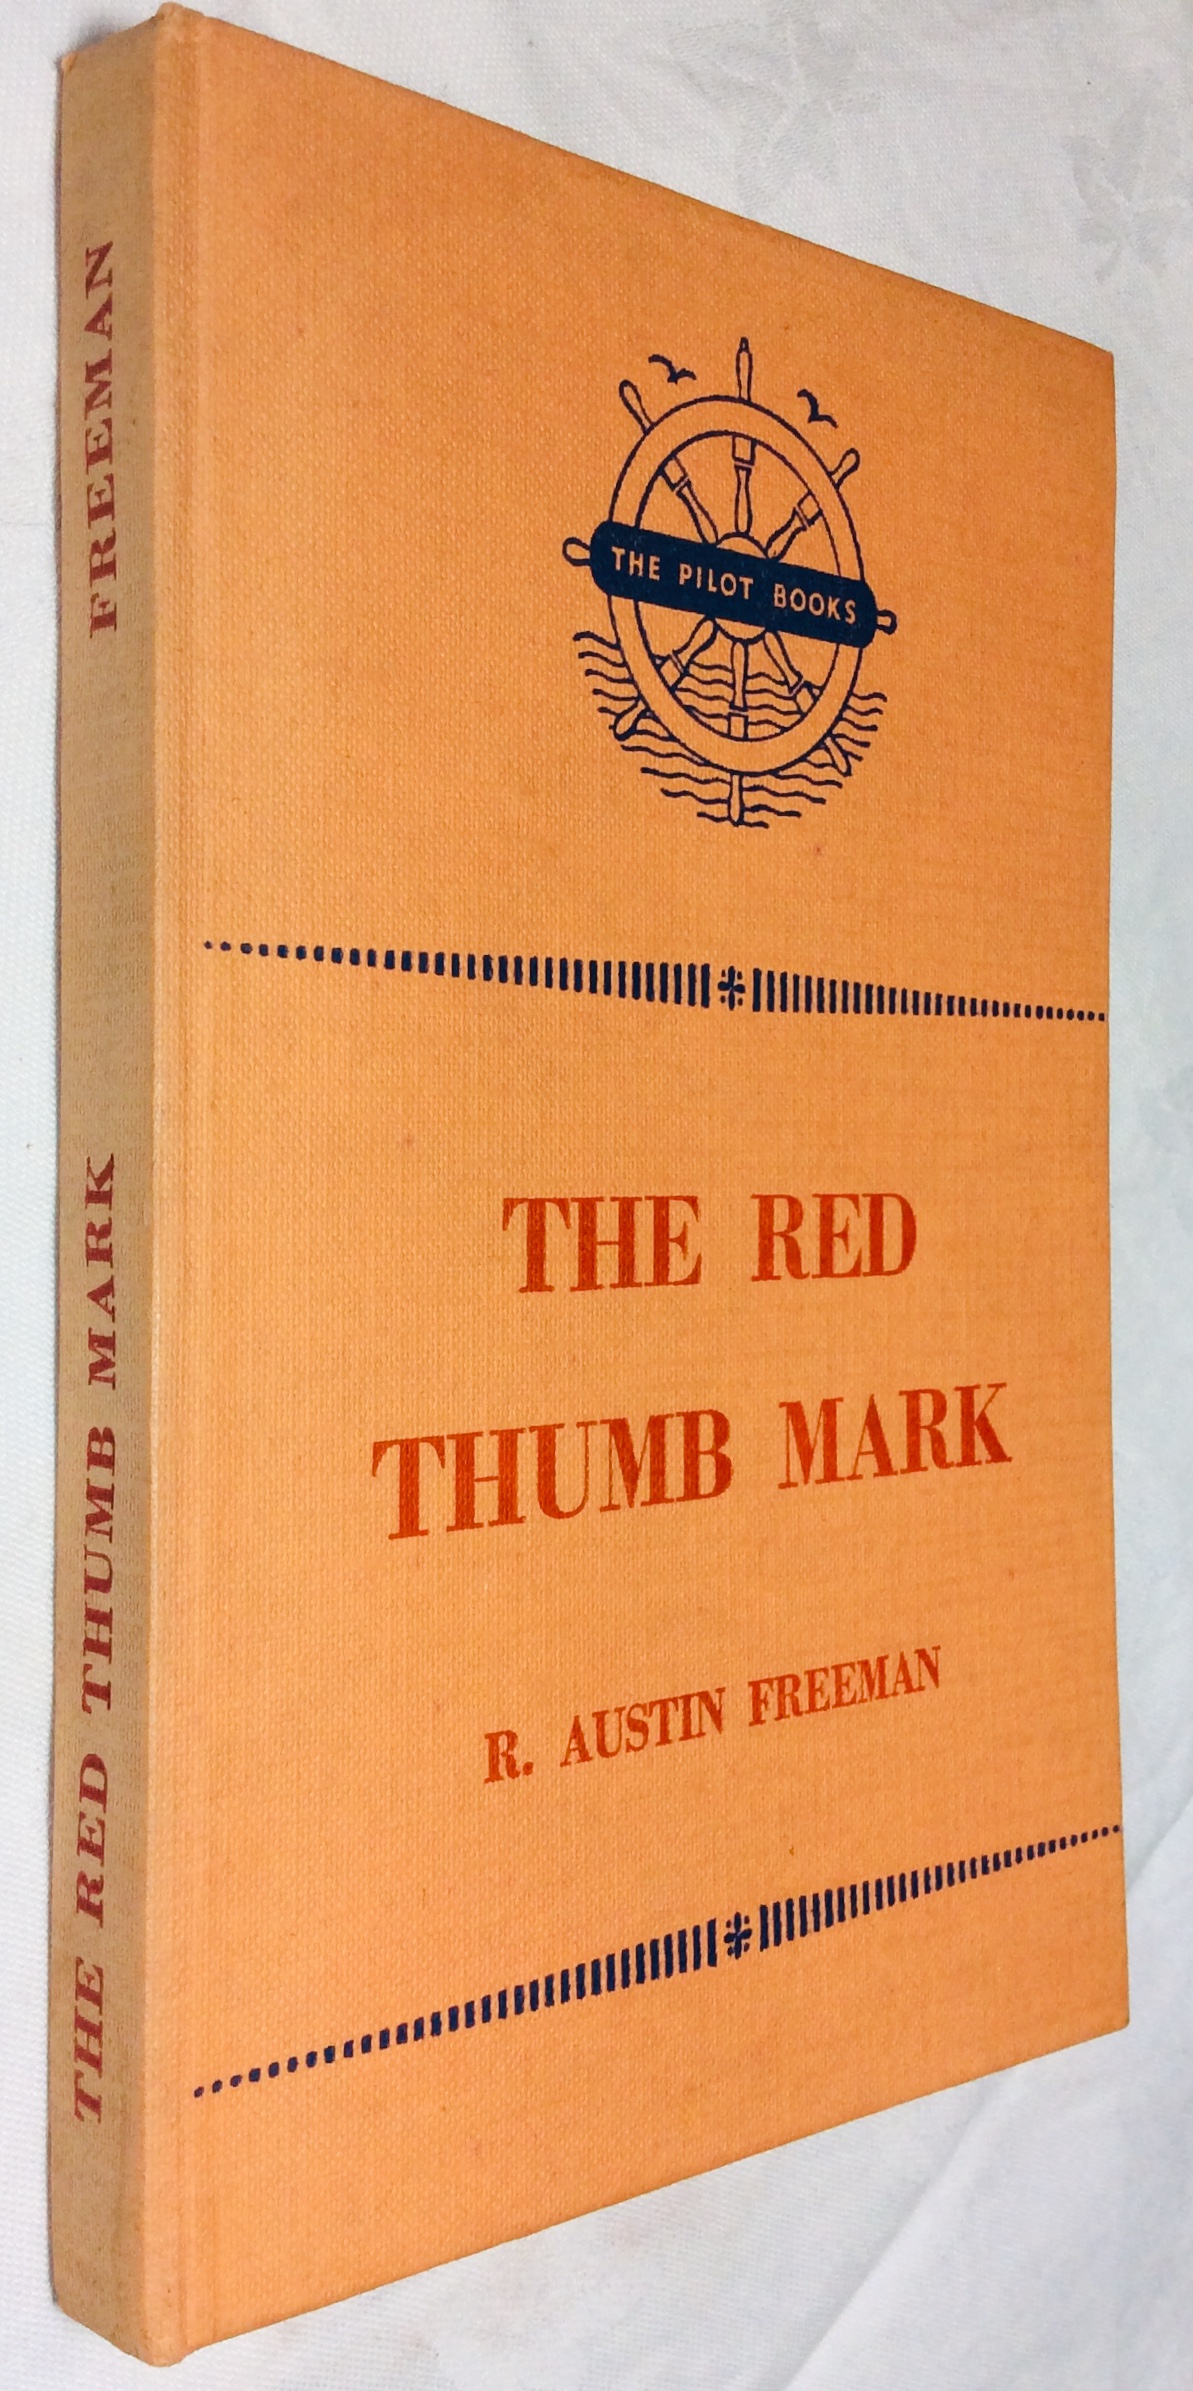 THE PILOT BOOKS
THE RED
THUMB MARK
R. AUSTIN FREEMAN
THE RED THUMB MARK FREEMAN